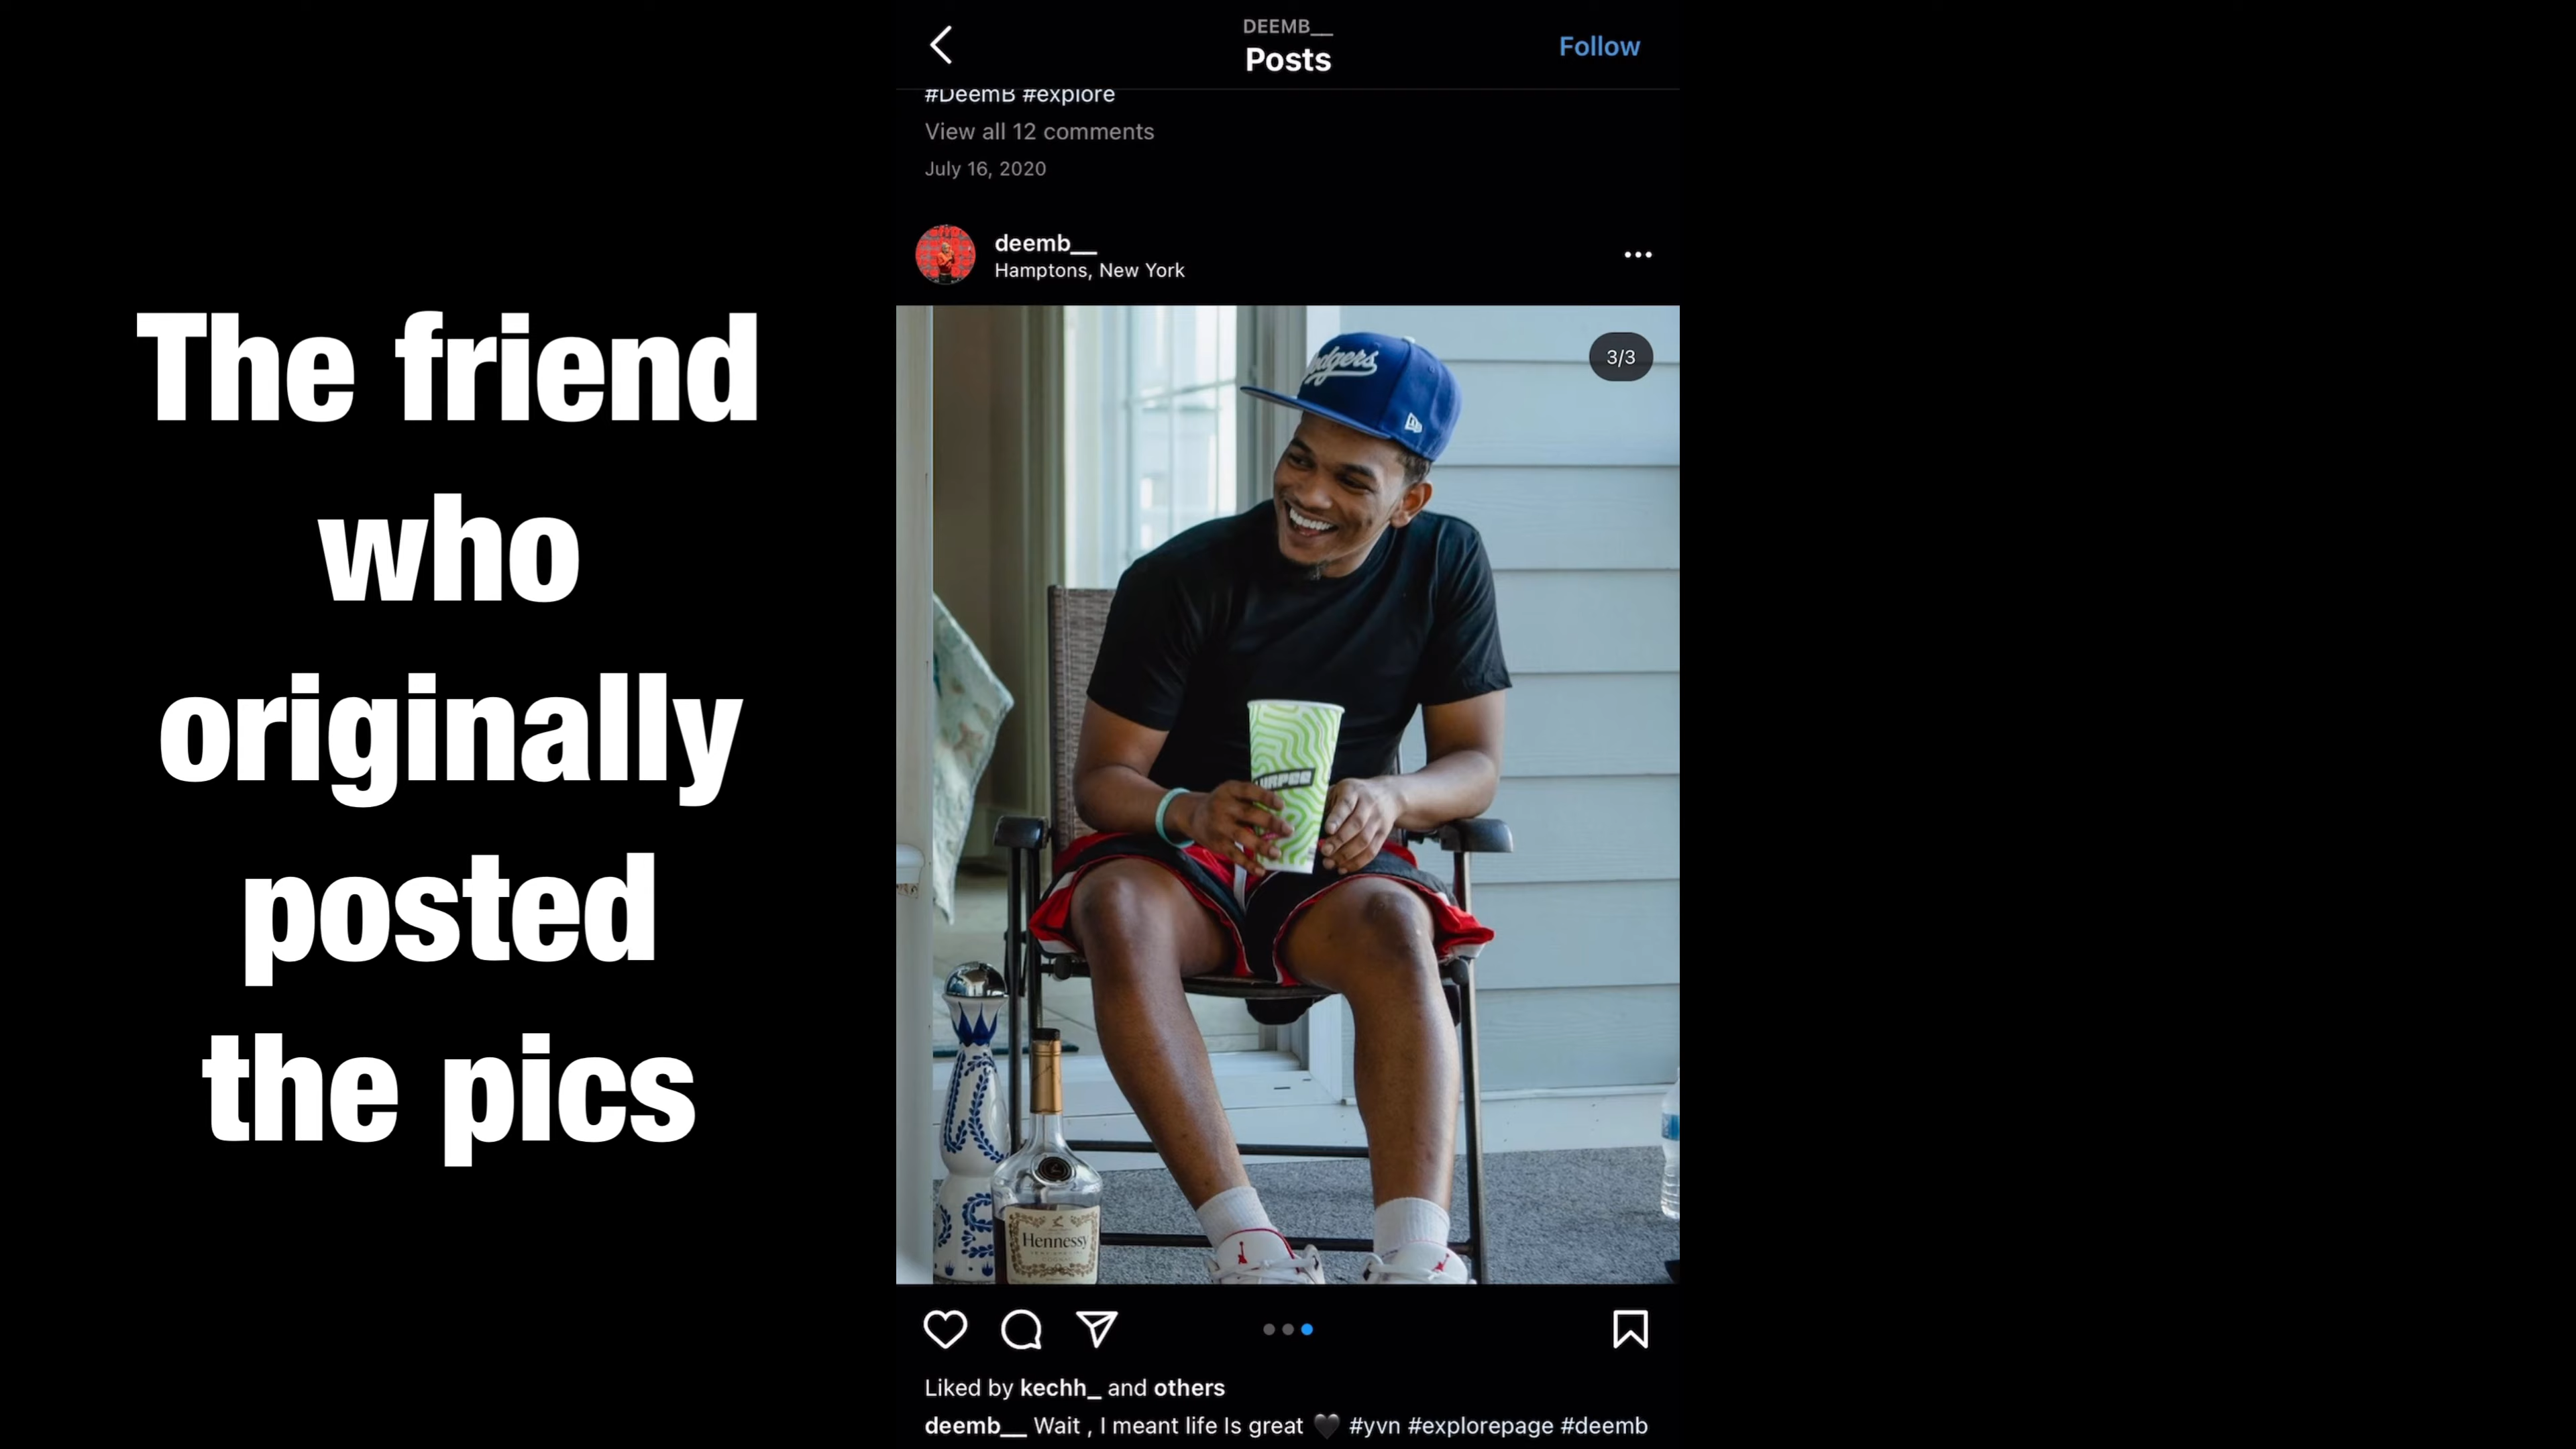 The friend
who
originally
posted
the pics
DEEMB__
Posts
Follow
#DeemB #explore
View all 12 comments
July 16, 2020
deemb__
Hamptons, New York
3/3
Hennessy
Liked by kechh_ and others
deemb__ Wait , I meant life Is great 🖤 #yvn #explorepage #deemb